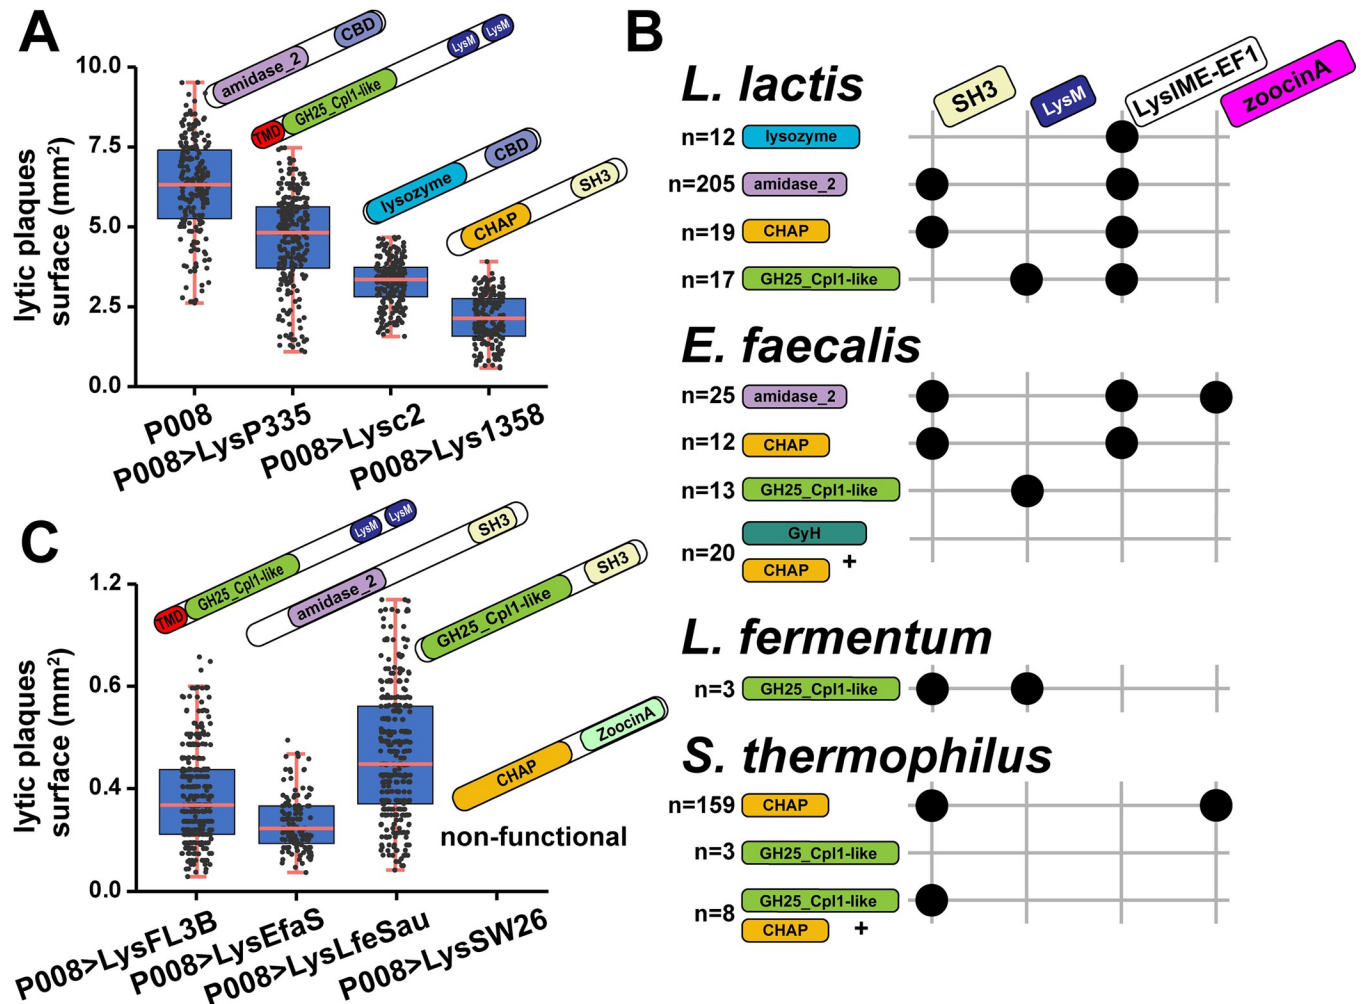 A
CBD
amidase_2
LysM
LysM
GH25_Cpl1-like
TMD
CBD
lysozyme
SH3
CHAP
10.0
7.5
5.0
2.5
0.0
lytic plaques
surface (mm²)
P008
P008>LysP335
P008>Lysc2
P008>Lys1358
B
SH3
LysM
LysIME-EF1
zoocinA
L. lactis
n=12 lysozyme
n=205 amidase_2
n=19 CHAP
n=17 GH25_Cpl1-like
E. faecalis
n=25 amidase_2
n=12 CHAP
n=13 GH25_Cpl1-like
GyH
n=20
CHAP +
L. fermentum
n=3 GH25_Cpl1-like
S. thermophilus
n=159 CHAP
n=3 GH25_Cpl1-like
GH25_Cpl1-like
n=8
CHAP +
C
LysM
LysM
GH25_Cpl1-like
TMD
SH3
amidase_2
SH3
GH25_Cpl1-like
ZoocinA
CHAP
non-functional
1.2
0.6
0.4
0.0
lytic plaques
surface (mm²)
P008>LysFL3B
P008>LysEfaS
P008>LysLfeSau
P008>LysSW26